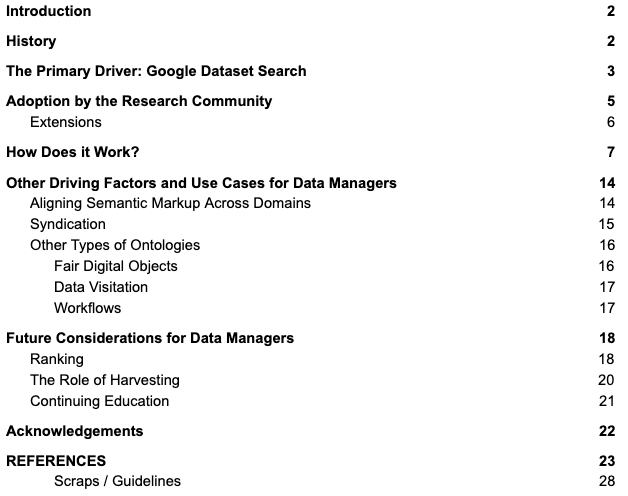 Introduction 2
History 2
The Primary Driver: Google Dataset Search 3
Adoption by the Research Community 5
Extensions 6
How Does it Work? 7
Other Driving Factors and Use Cases for Data Managers 14
Aligning Semantic Markup Across Domains 14
Syndication 15
Other Types of Ontologies 16
Fair Digital Objects 16
Data Visitation 17
Workflows 17
Future Considerations for Data Managers 18
Ranking 18
The Role of Harvesting 20
Continuing Education 21
Acknowledgements 22
REFERENCES 23
Scraps / Guidelines 28